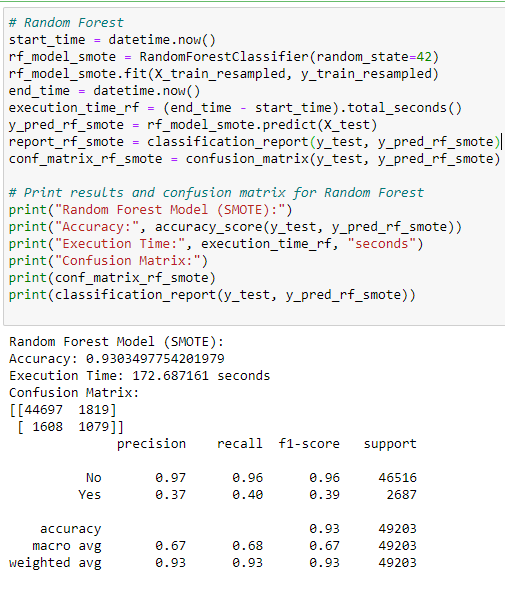 # Random Forest
start_time = datetime.now()
rf_model_smote = RandomForestClassifier(random_state=42)
rf_model_smote.fit(X_train_resampled, y_train_resampled)
end_time = datetime.now()
execution_time_rf = (end_time - start_time).total_seconds()
y_pred_rf_smote = rf_model_smote.predict(X_test)
report_rf_smote = classification_report(y_test, y_pred_rf_smote)
conf_matrix_rf_smote = confusion_matrix(y_test, y_pred_rf_smote)

# Print results and confusion matrix for Random Forest
print("Random Forest Model (SMOTE):")
print("Accuracy:", accuracy_score(y_test, y_pred_rf_smote))
print("Execution Time:", execution_time_rf, "seconds")
print("Confusion Matrix:")
print(conf_matrix_rf_smote)
print(classification_report(y_test, y_pred_rf_smote))

Random Forest Model (SMOTE):
Accuracy: 0.9303497754201979
Execution Time: 172.687161 seconds
Confusion Matrix:
[[44697  1819]
 [ 1608  1079]]
              precision    recall  f1-score   support

          No       0.97      0.96      0.96     46516
         Yes       0.37      0.40      0.39      2687

    accuracy                           0.93     49203
   macro avg       0.67      0.68      0.67     49203
weighted avg       0.93      0.93      0.93     49203